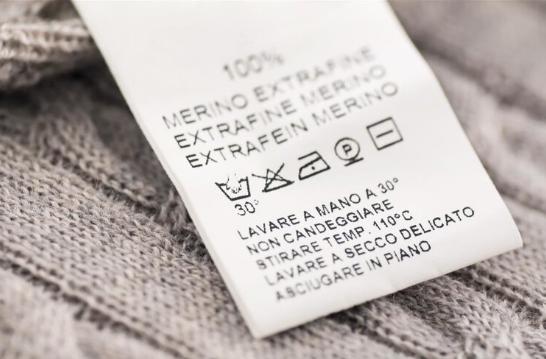 100%
MERINO EXTRAFINE
EXTRAFINE MERINO
EXTRAFEIN MERINO
P
30°
LAVARE A MANO A 30°
NON CANDEGGIARE
STIRARE TEMP. 110°C
LAVARE A SECCO DELICATO
ASCIUGARE IN PIANO